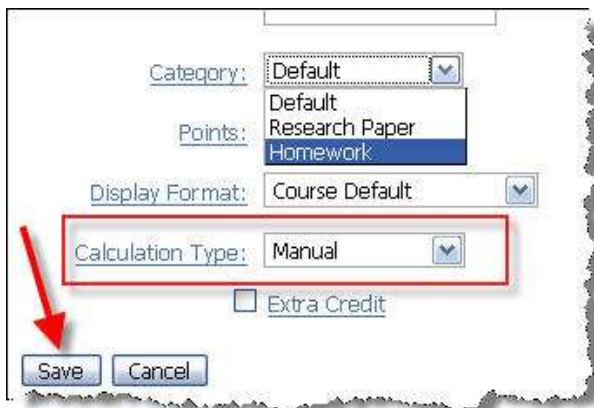 Category: Default
Default
Points: Research Paper
Homework
Display Format: Course Default
Calculation Type: Manual
Extra Credit
Save Cancel